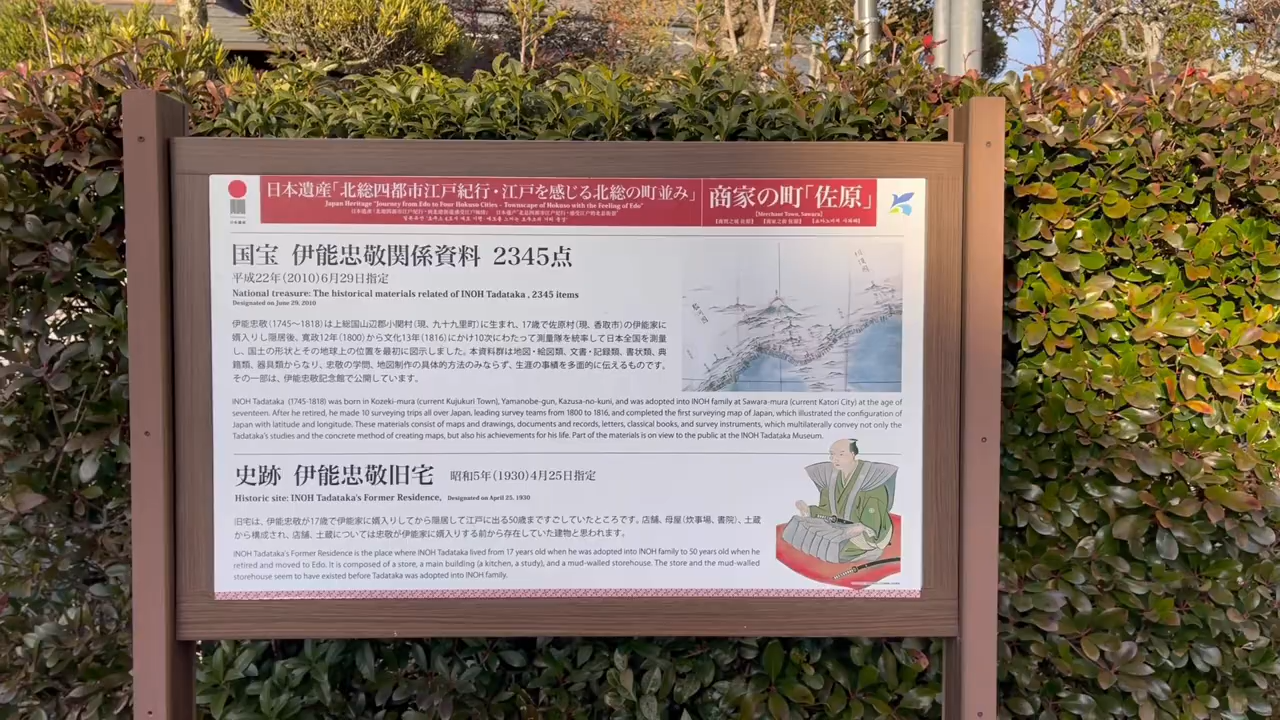 日本遺産「北総四都市江戸紀行・江戸を感じる北総の町並み」
Japan Heritage "Journey from Edo to Four Hokuso Cities - Townscape of Hokuso with the Feeling of Edo"
商家の町「佐原」
[Merchant Town, Sawara]
日本遺産
国宝 伊能忠敬関係資料 2345点
平成22年(2010)6月29日指定
National treasure: The historical materials related of INOH Tadataka , 2345 items
Designated on June 29, 2010
伊能忠敬(1745〜1818)は上総国山辺郡小関村(現、九十九里町)に生まれ、17歳で佐原村(現、香取市)の伊能家に
婿入りし隠居後、寛政12年(1800)から文化13年(1816)にかけ10次にわたって測量隊を統率して日本全国を測量
し、国土の形状とその地球上の位置を最初に図示しました。本資料群は地図・絵図類、文書・記録類、書状類、典
籍類、器具類からなり、忠敬の学問、地図制作の具体的方法のみならず、生涯の事績を多面的に伝えるものです。
その一部は、伊能忠敬記念館で公開しています。
INOH Tadataka (1745-1818) was born in Kozeki-mura (current Kujukuri Town), Yamanobe-gun, Kazusa-no-kuni, and was adopted into INOH family at Sawara-mura (current Katori City) at the age of
seventeen. After he retired, he made 10 surveying trips all over Japan, leading survey teams from 1800 to 1816, and completed the first surveying map of Japan, which illustrated the configuration of
Japan with latitude and longitude. These materials consist of maps and drawings, documents and records, letters, classical books, and survey instruments, which multilaterally convey not only the
Tadataka's studies and the concrete method of creating maps, but also his achievements for his life. Part of the materials is on view to the public at the INOH Tadataka Museum.
史跡 伊能忠敬旧宅 昭和5年(1930)4月25日指定
Historic site: INOH Tadataka's Former Residence, Designated on April 25, 1930
旧宅は、伊能忠敬が17歳で伊能家に婿入りしてから隠居して江戸に出る50歳まですごしていたところです。店舗、母屋(炊事場、書院)、土蔵
から構成され、店舗、土蔵については忠敬が伊能家に婿入りする前から存在していた建物と思われます。
INOH Tadataka's Former Residence is the place where INOH Tadataka lived from 17 years old when he was adopted into INOH family to 50 years old when he
retired and moved to Edo. It is composed of a store, a main building (a kitchen, a study), and a mud-walled storehouse. The store and the mud-walled
storehouse seem to have existed before Tadataka was adopted into INOH family.